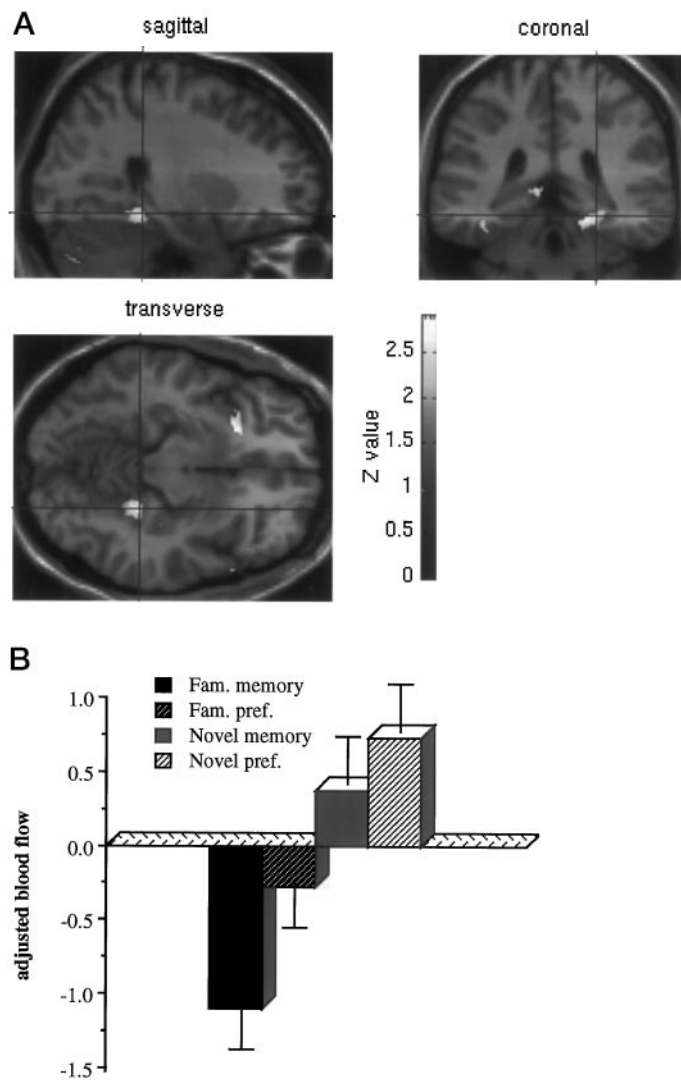 A
sagittal
coronal
transverse
2.5
2
1.5
1
0.5
0
Z value
B
Fam. memory
Fam. pref.
Novel memory
Novel pref.
1.0
0.5
0.0
-0.5
-1.0
-1.5
adjusted blood flow